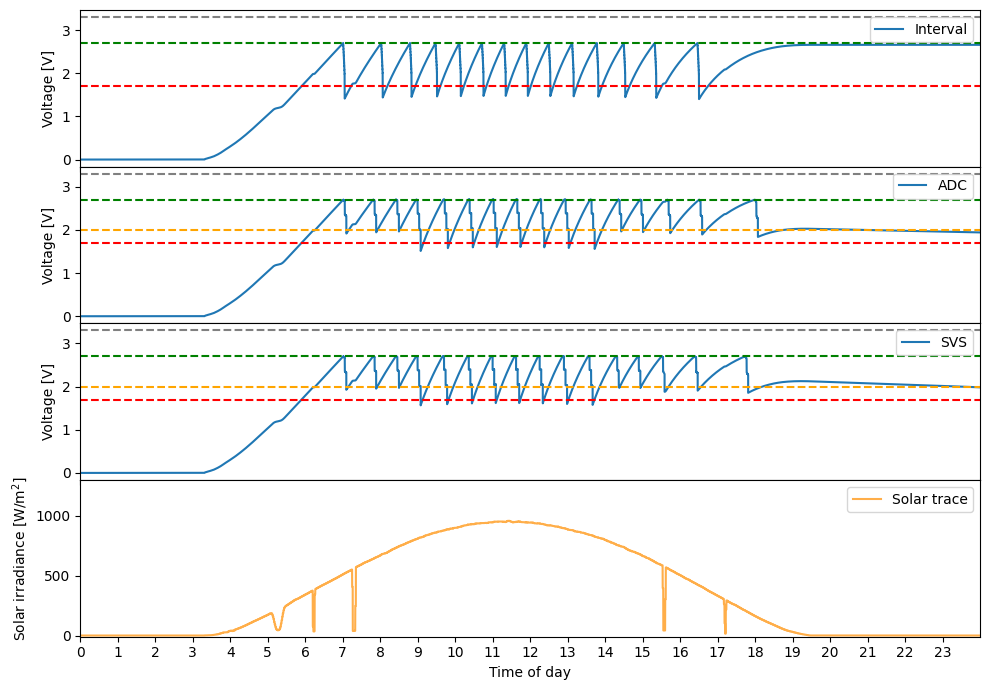 Interval
Voltage [V]
3
2
1
0
ADC
Voltage [V]
3
2
1
0
SVS
Voltage [V]
3
2
1
0
Solar trace
Solar irradiance [W/m²]
1000
500
0
0 1 2 3 4 5 6 7 8 9 10 11 12 13 14 15 16 17 18 19 20 21 22 23
Time of day